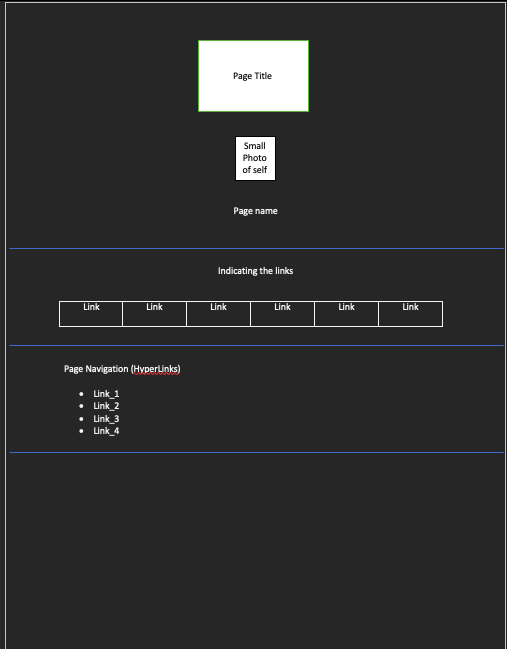 Page Title
Small
Photo
of self
Page name
Indicating the links
Link Link Link Link Link Link
Page Navigation (HyperLinks)
• Link_1
• Link_2
• Link_3
• Link_4